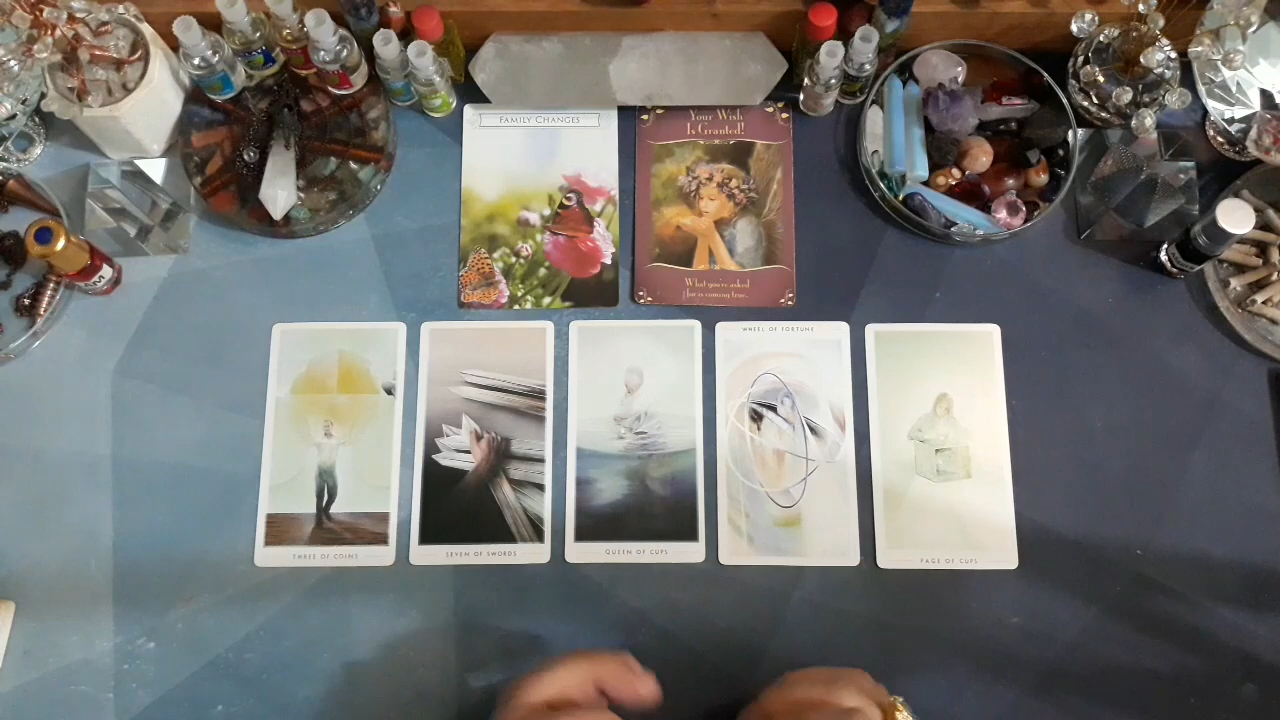 FAMILY CHANGES
Your Wish
Is Granted!
What you've asked
for is coming true.
THREE OF COINS
SEVEN OF SWORDS
QUEEN OF CUPS
WHEEL OF FORTUNE
PAGE OF CUPS